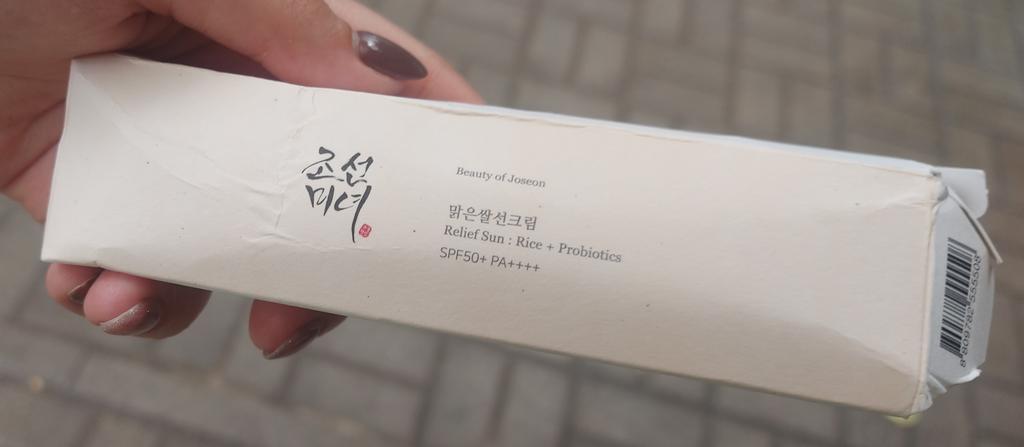 조선
미녀
Beauty of Joseon
맑은쌀선크림
Relief Sun : Rice + Probiotics
SPF50+ PA++++
8809782555508